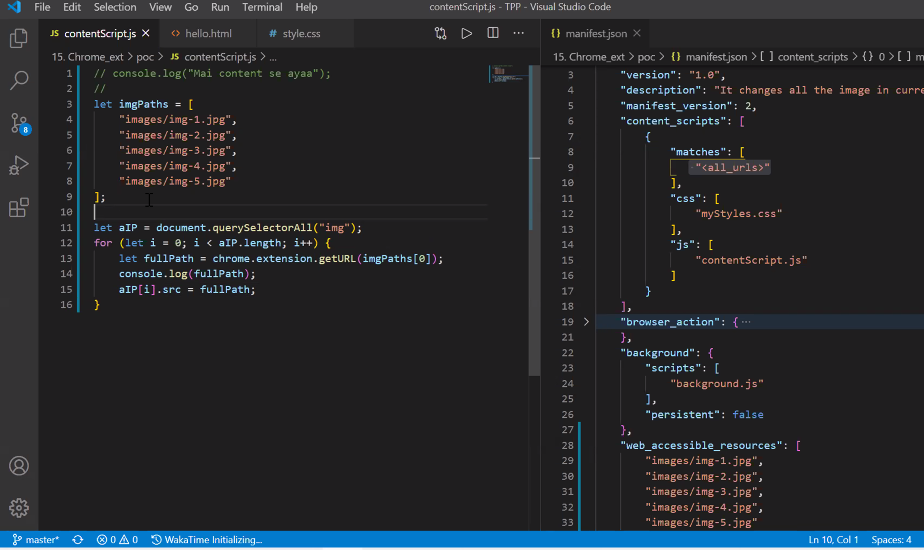 File Edit Selection View Go Run Terminal Help
contentScript.js - TPP - Visual Studio Code
contentScript.js
hello.html
# style.css
15. Chrome_ext > poc > contentScript.js > ...
1 // console.log("Mai content se ayaa");
2 //
3 let imgPaths = [
4 "images/img-1.jpg",
5 "images/img-2.jpg",
6 "images/img-3.jpg",
7 "images/img-4.jpg",
8 "images/img-5.jpg"
9 ];
10
11 let aIP = document.querySelectorAll("img");
12 for (let i = 0; i < aIP.length; i++) {
13 let fullPath = chrome.extension.getURL(imgPaths[0]);
14 console.log(fullPath);
15 aIP[i].src = fullPath;
16 }
manifest.json
15. Chrome_ext > poc > {} manifest.json > [ ] content_scripts > {} 0 > [ ] matches
3 "version": "1.0",
4 "description": "It changes all the image in curre
5 "manifest_version": 2,
6 "content_scripts": [
7 {
8 "matches": [
9 "<all_urls>"
10 ],
11 "css": [
12 "myStyles.css"
13 ],
14 "js": [
15 "contentScript.js"
16 ]
17 }
18 ],
19 "browser_action": { ...
21 },
22 "background": {
23 "scripts": [
24 "background.js"
25 ],
26 "persistent": false
27 },
28 "web_accessible_resources": [
29 "images/img-1.jpg",
30 "images/img-2.jpg",
31 "images/img-3.jpg",
32 "images/img-4.jpg",
33 "images/img-5.jpg"
8
master* 0 0 WakaTime Initializing... Ln 10, Col 1 Spaces: 4